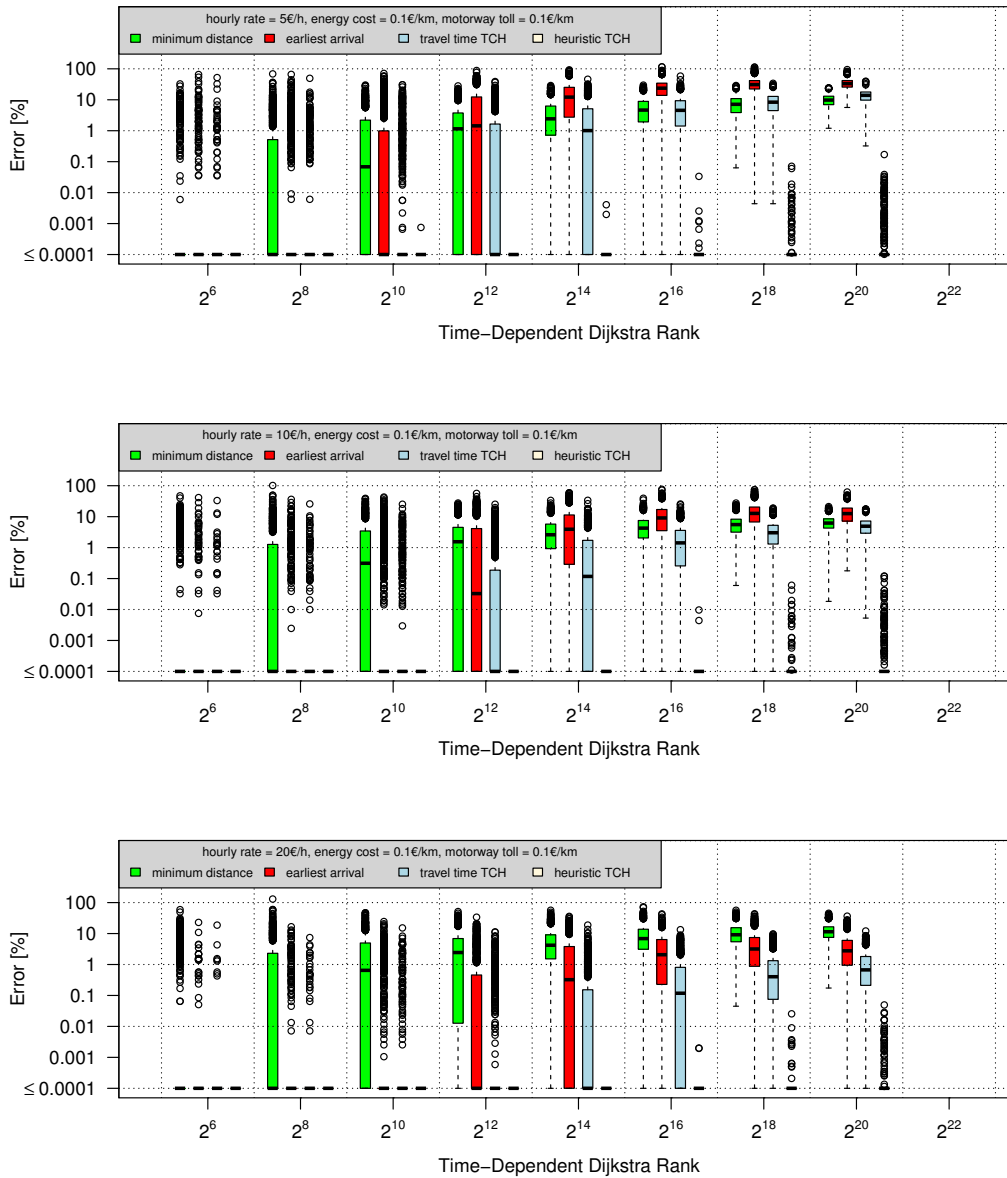 hourly rate = 5€/h, energy cost = 0.1€/km, motorway toll = 0.1€/km
minimum distance earliest arrival travel time TCH heuristic TCH
Error [%]
100
10
1
0.1
0.01
0.001
≤ 0.0001
2^6 2^8 2^10 2^12 2^14 2^16 2^18 2^20 2^22
Time−Dependent Dijkstra Rank
hourly rate = 10€/h, energy cost = 0.1€/km, motorway toll = 0.1€/km
minimum distance earliest arrival travel time TCH heuristic TCH
Error [%]
100
10
1
0.1
0.01
0.001
≤ 0.0001
2^6 2^8 2^10 2^12 2^14 2^16 2^18 2^20 2^22
Time−Dependent Dijkstra Rank
hourly rate = 20€/h, energy cost = 0.1€/km, motorway toll = 0.1€/km
minimum distance earliest arrival travel time TCH heuristic TCH
Error [%]
100
10
1
0.1
0.01
0.001
≤ 0.0001
2^6 2^8 2^10 2^12 2^14 2^16 2^18 2^20 2^22
Time−Dependent Dijkstra Rank